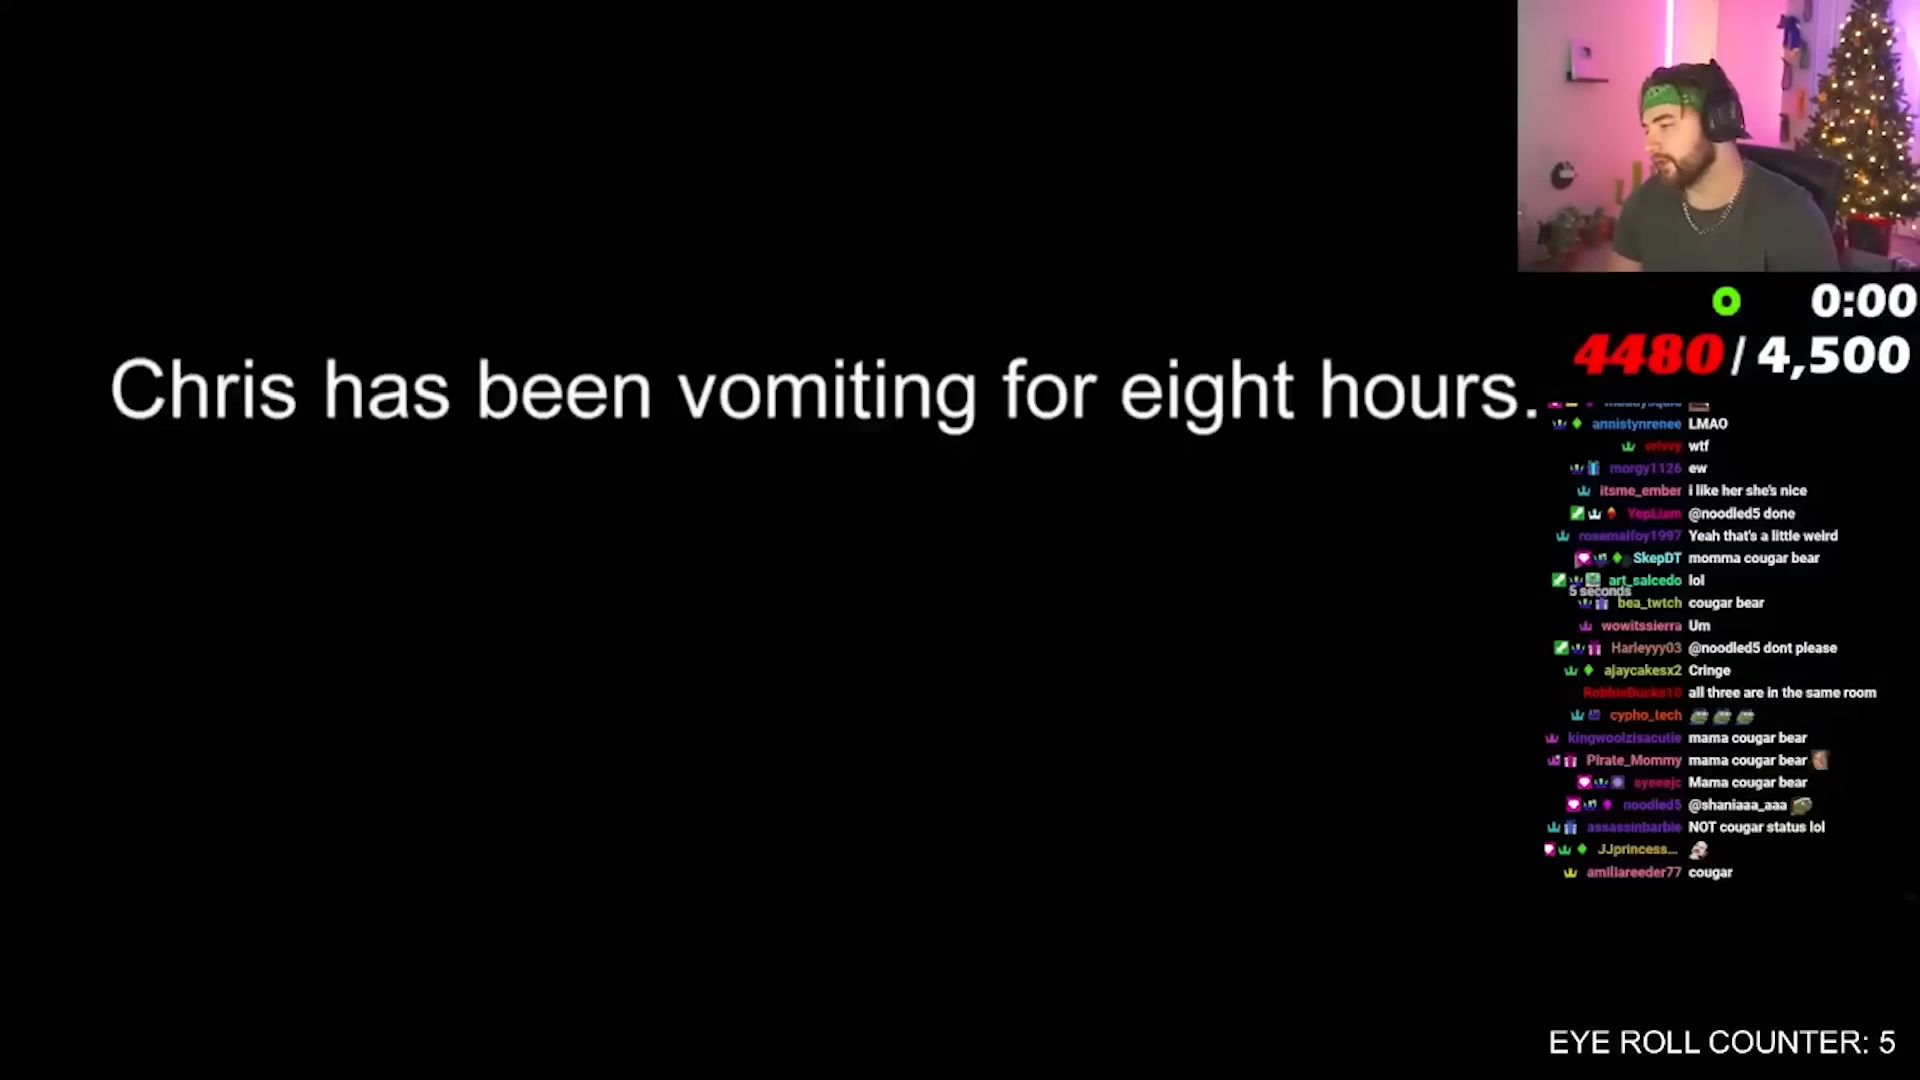 Chris has been vomiting for eight hours.
0:00
4480 / 4,500
annistynrenee LMAO
vrivvy wtf
morgy1126 ew
itsme_ember i like her she's nice
YepLiam @noodled5 done
rosemalfoy1997 Yeah that's a little weird
SkepDT momma cougar bear
art_salcedo lol
5 seconds
bea_twtch cougar bear
wowitssierra Um
Harleyyy03 @noodled5 dont please
ajaycakesx2 Cringe
RobbieBucks10 all three are in the same room
cypho_tech
kingwoolzisacutie mama cougar bear
Pirate_Mommy mama cougar bear
ayeeejc Mama cougar bear
noodled5 @shaniaaa_aaa
assassinbarbie NOT cougar status lol
JJprincess...
amiliareeder77 cougar
EYE ROLL COUNTER: 5